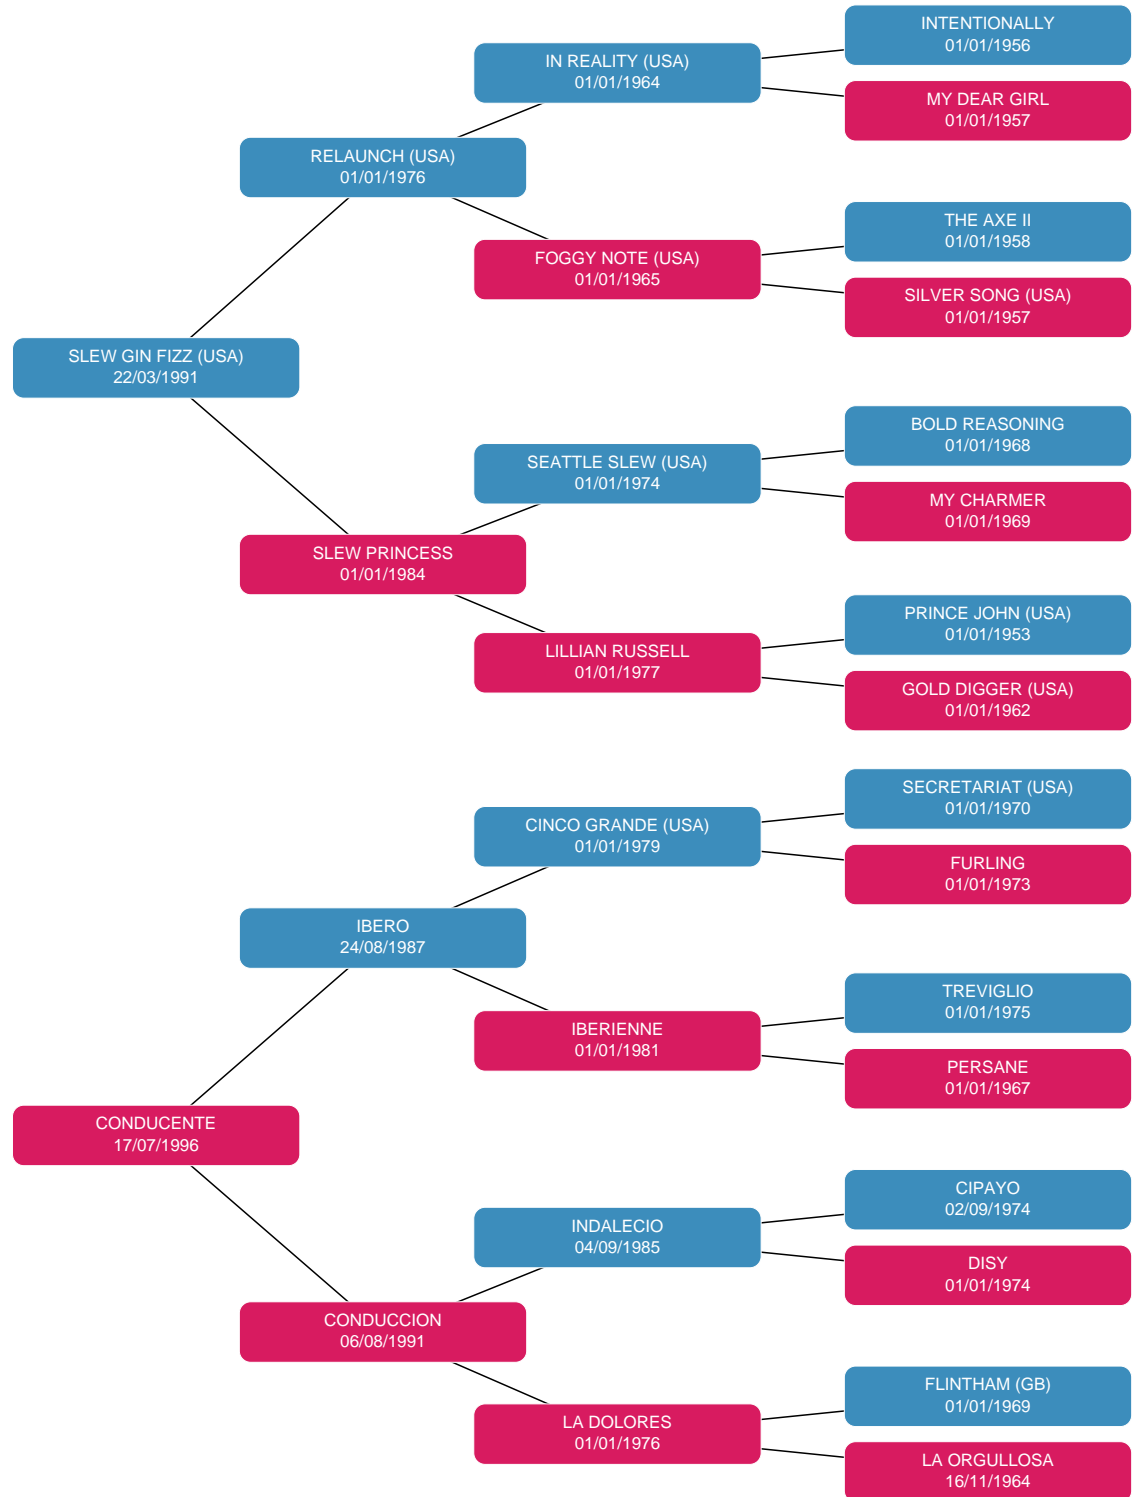 INTENTIONALLY
01/01/1956
IN REALITY (USA)
01/01/1964
MY DEAR GIRL
01/01/1957
RELAUNCH (USA)
01/01/1976
THE AXE II
01/01/1958
FOGGY NOTE (USA)
01/01/1965
SILVER SONG (USA)
01/01/1957
SLEW GIN FIZZ (USA)
22/03/1991
BOLD REASONING
01/01/1968
SEATTLE SLEW (USA)
01/01/1974
MY CHARMER
01/01/1969
SLEW PRINCESS
01/01/1984
PRINCE JOHN (USA)
01/01/1953
LILLIAN RUSSELL
01/01/1977
GOLD DIGGER (USA)
01/01/1962
SECRETARIAT (USA)
01/01/1970
CINCO GRANDE (USA)
01/01/1979
FURLING
01/01/1973
IBERO
24/08/1987
TREVIGLIO
01/01/1975
IBERIENNE
01/01/1981
PERSANE
01/01/1967
CONDUCENTE
17/07/1996
CIPAYO
02/09/1974
INDALECIO
04/09/1985
DISY
01/01/1974
CONDUCCION
06/08/1991
FLINTHAM (GB)
01/01/1969
LA DOLORES
01/01/1976
LA ORGULLOSA
16/11/1964